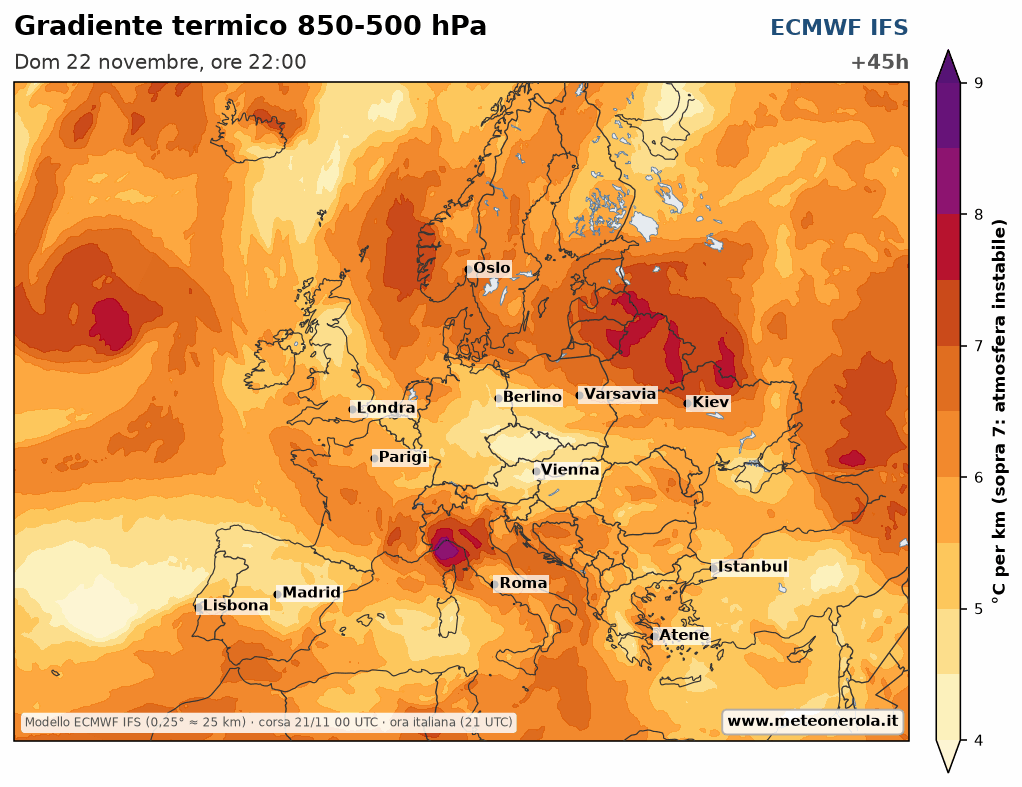 Gradiente termico 850-500 hPa
ECMWF IFS
Dom 22 novembre, ore 22:00
+45h
Oslo
Berlino
Varsavia
Kiev
Londra
Parigi
Vienna
Istanbul
Roma
Madrid
Lisbona
Atene
9
8
7
6
5
4
°C per km (sopra 7: atmosfera instabile)
Modello ECMWF IFS (0,25° ≈ 25 km) · corsa 21/11 00 UTC · ora italiana (21 UTC)
www.meteonerola.it